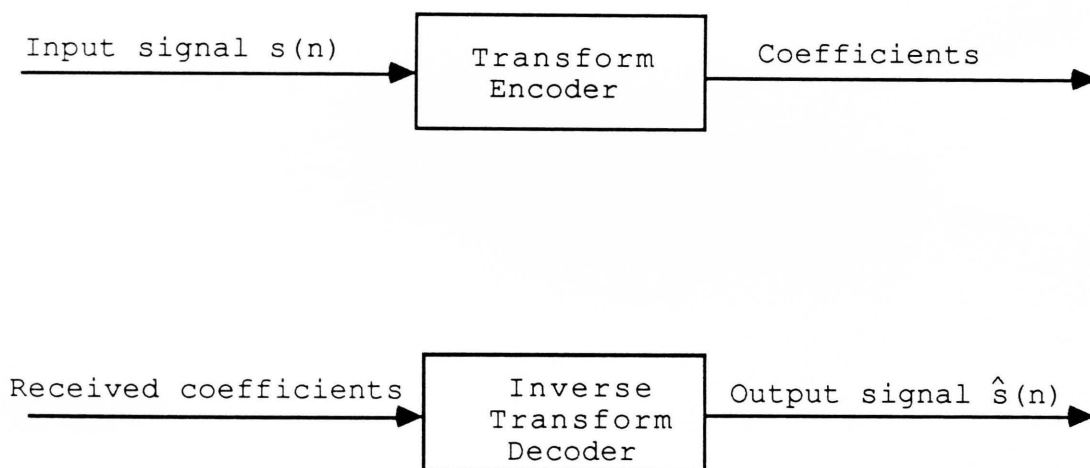 Input signal s(n)
Transform
Encoder
Coefficients
Received coefficients
Inverse
Transform
Decoder
Output signal ŝ(n)